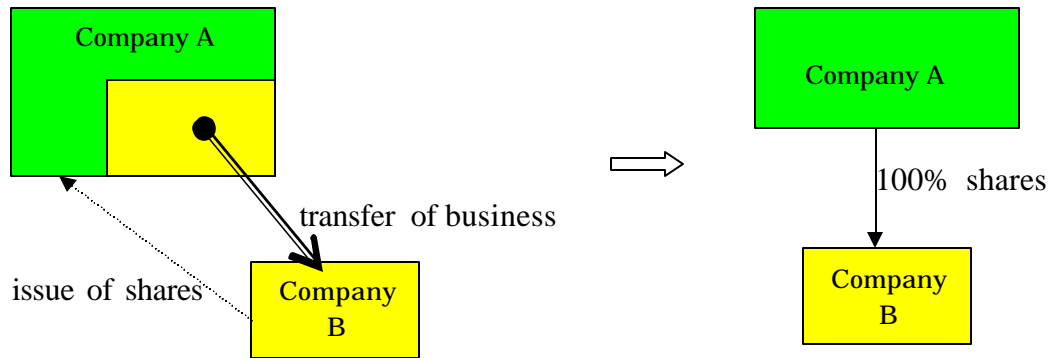 Company A
transfer of business
issue of shares
Company
B
Company A
100% shares
Company
B